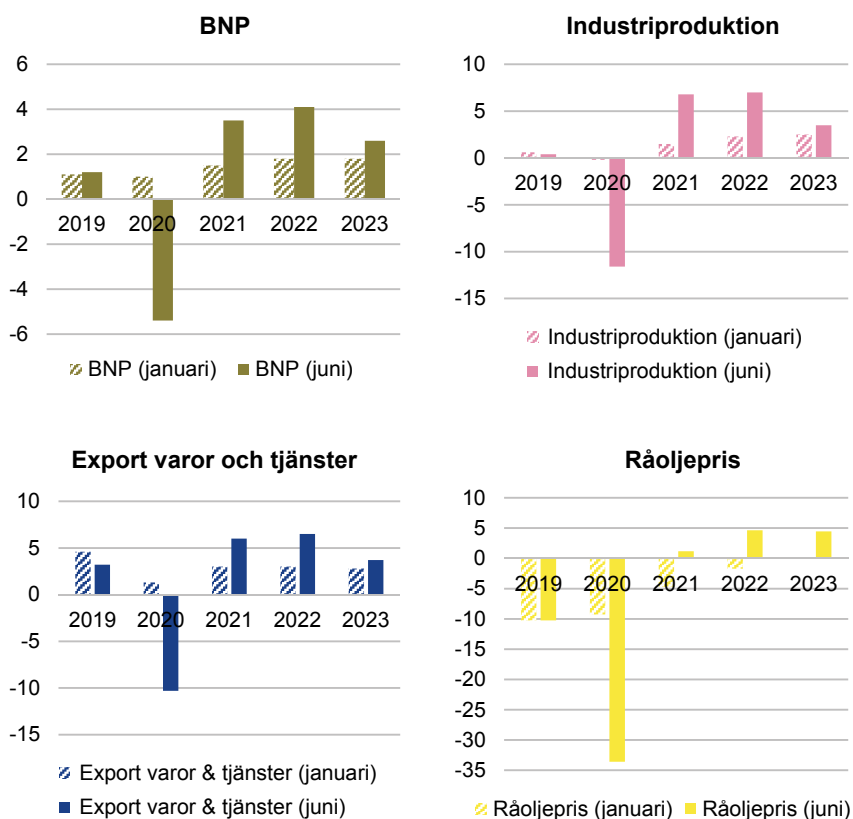 BNP
6
4
2
0
-2
-4
-6
2019 2020 2021 2022 2023
BNP (januari) BNP (juni)
Industriproduktion
10
5
0
-5
-10
-15
2019 2020 2021 2022 2023
Industriproduktion (januari)
Industriproduktion (juni)
Export varor och tjänster
10
5
0
-5
-10
-15
2019 2020 2021 2022 2023
Export varor & tjänster (januari)
Export varor & tjänster (juni)
Råoljepris
10
5
0
-5
-10
-15
-20
-25
-30
-35
2019 2020 2021 2022 2023
Råoljepris (januari) Råoljepris (juni)